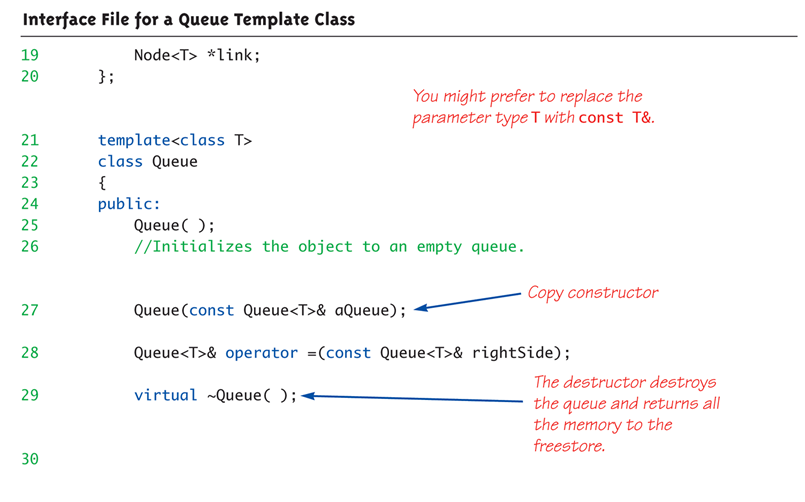 Interface File for a Queue Template Class
19 Node<T> *link;
20 };
You might prefer to replace the
parameter type T with const T&.
21 template<class T>
22 class Queue
23 {
24 public:
25 Queue( );
26 //Initializes the object to an empty queue.
Copy constructor
27 Queue(const Queue<T>& aQueue);
28 Queue<T>& operator =(const Queue<T>& rightSide);
29 virtual ~Queue( );
The destructor destroys
the queue and returns all
the memory to the
freestore.
30